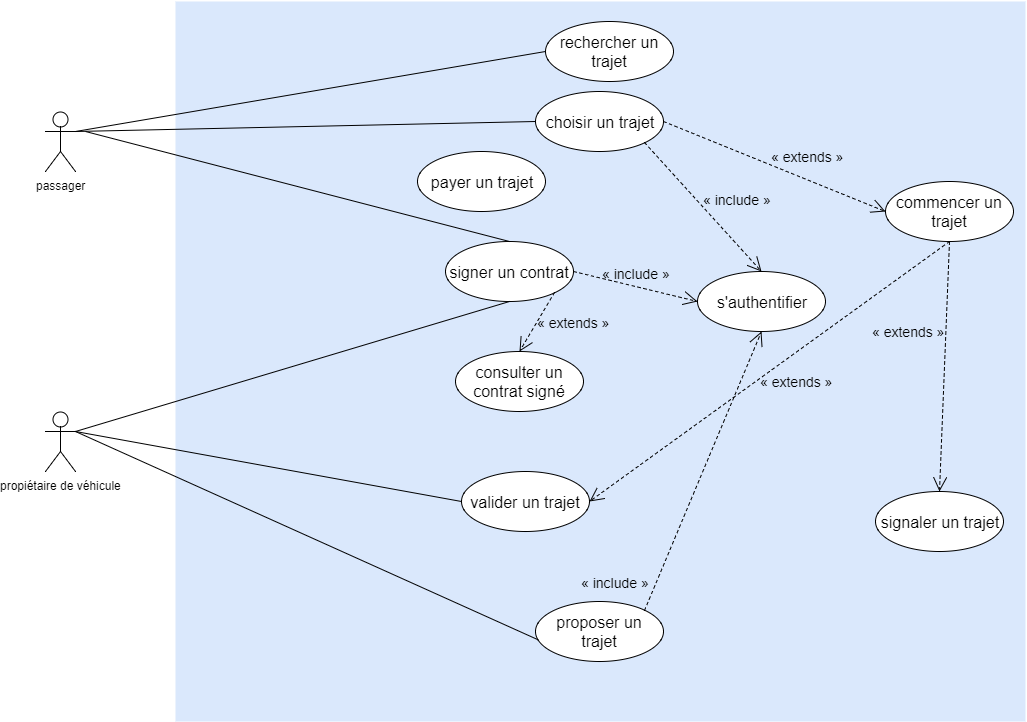 rechercher un
trajet
choisir un trajet
« extends »
payer un trajet
passager
« include »
commencer un
trajet
signer un contrat
« include »
s'authentifier
« extends »
« extends »
consulter un
contrat signé
« extends »
propiétaire de véhicule
valider un trajet
signaler un trajet
« include »
proposer un
trajet